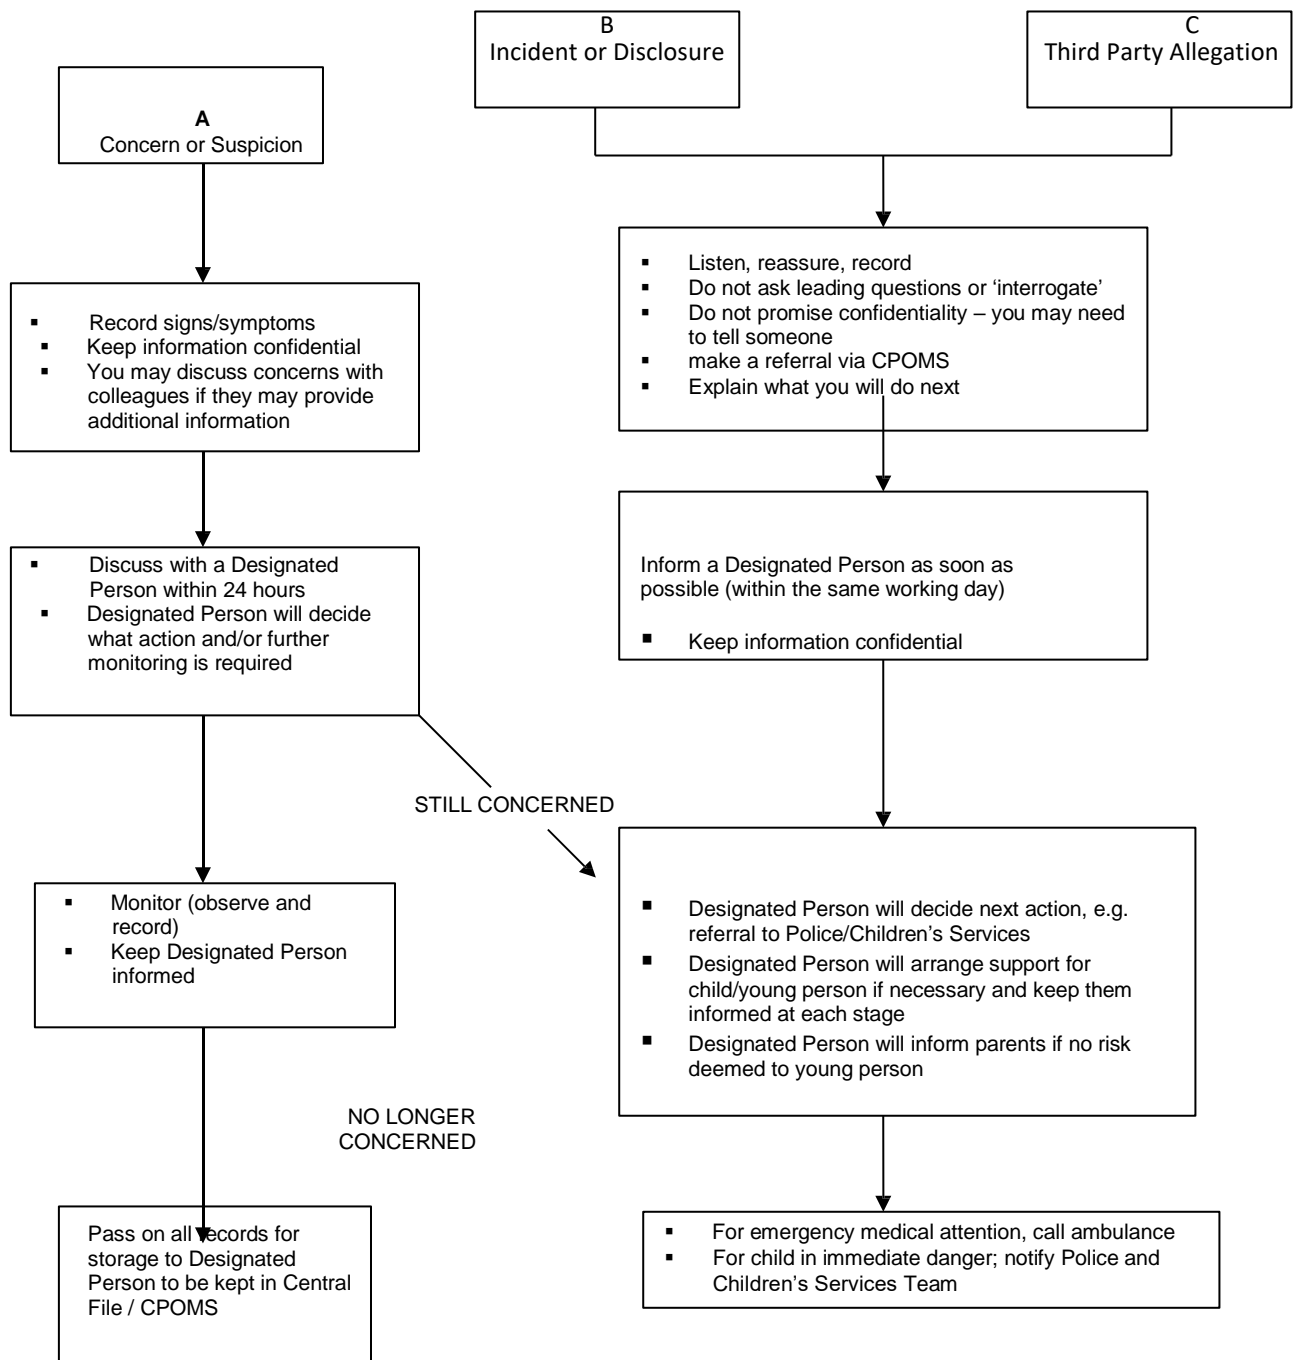 B
Incident or Disclosure
C
Third Party Allegation
A
Concern or Suspicion
▪ Listen, reassure, record
▪ Do not ask leading questions or ‘interrogate’
▪ Do not promise confidentiality – you may need
to tell someone
▪ make a referral via CPOMS
▪ Explain what you will do next
▪ Record signs/symptoms
▪ Keep information confidential
▪ You may discuss concerns with
colleagues if they may provide
additional information
▪ Discuss with a Designated
Person within 24 hours
▪ Designated Person will decide
what action and/or further
monitoring is required
Inform a Designated Person as soon as
possible (within the same working day)
▪ Keep information confidential
STILL CONCERNED
▪ Monitor (observe and
record)
▪ Keep Designated Person
informed
▪ Designated Person will decide next action, e.g.
referral to Police/Children’s Services
▪ Designated Person will arrange support for
child/young person if necessary and keep them
informed at each stage
▪ Designated Person will inform parents if no risk
deemed to young person
NO LONGER
CONCERNED
Pass on all records for
storage to Designated
Person to be kept in Central
File / CPOMS
▪ For emergency medical attention, call ambulance
▪ For child in immediate danger; notify Police and
Children’s Services Team